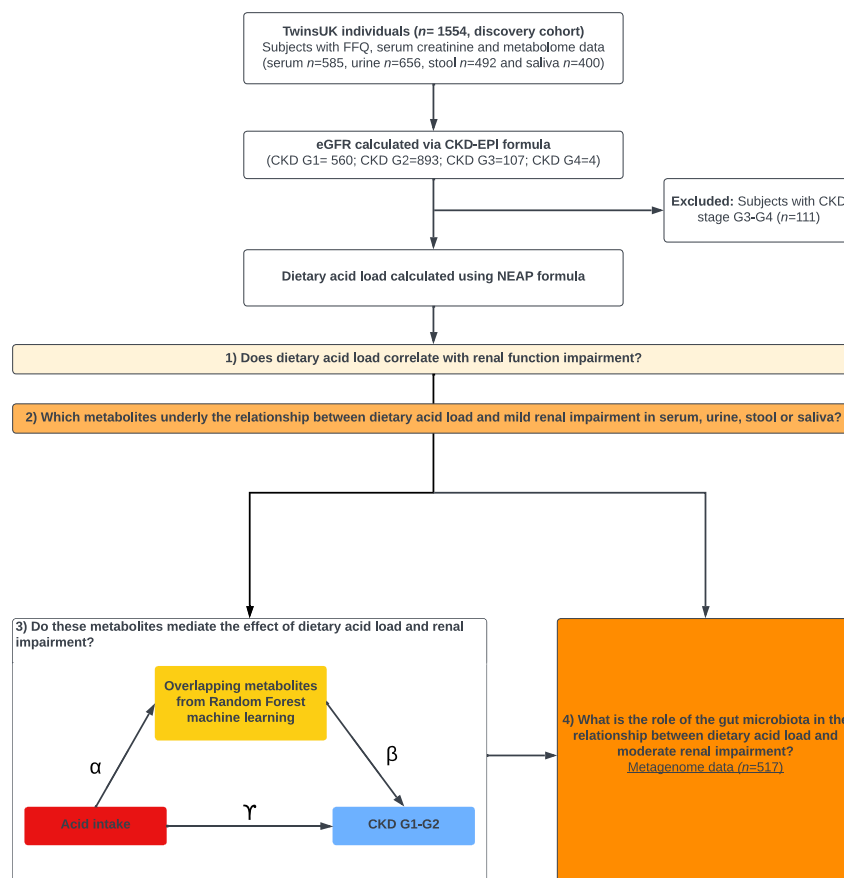 TwinsUK individuals (n= 1554, discovery cohort)
Subjects with FFQ, serum creatinine and metabolome data
(serum n=585, urine n=656, stool n=492 and saliva n=400)
eGFR calculated via CKD-EPI formula
(CKD G1= 560; CKD G2=893; CKD G3=107; CKD G4=4)
Excluded: Subjects with CKD
stage G3-G4 (n=111)
Dietary acid load calculated using NEAP formula
1) Does dietary acid load correlate with renal function impairment?
2) Which metabolites underly the relationship between dietary acid load and mild renal impairment in serum, urine, stool or saliva?
3) Do these metabolites mediate the effect of dietary acid load and renal
impairment?
Overlapping metabolites
from Random Forest
machine learning
α
β
Acid intake
ϒ
CKD G1-G2
4) What is the role of the gut microbiota in the
relationship between dietary acid load and
moderate renal impairment?
Metagenome data (n=517)